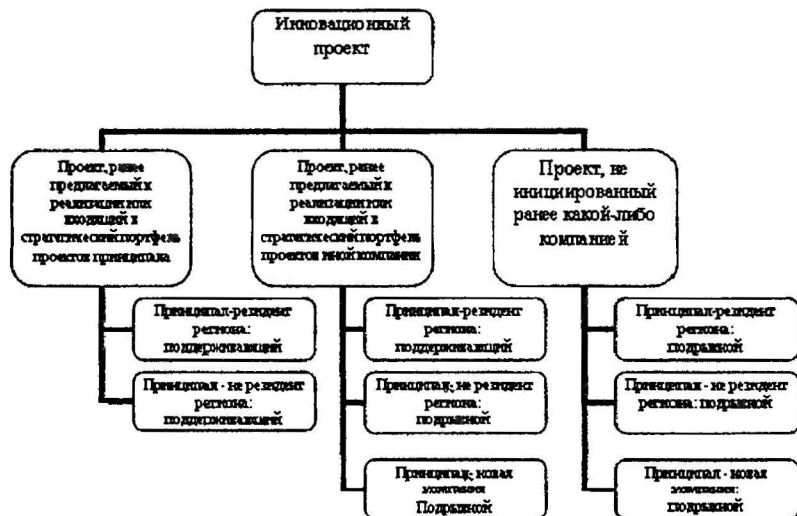 Инновационный
проект
Проект, ранее
предлагаемый к
реализации или
входящий в
стратегический портфель
проектов принципала
Принципал-резидент
региона:
поддерживающий
Принципал - не резидент
региона:
поддерживающий
Проект, ранее
предлагаемый к
реализации или
входящий в
стратегический портфель
проектов иной компании
Принципал-резидент
региона:
поддерживающий
Принципал- не резидент
региона:
подрывной
Принципал- новая
компания
Подрывной
Проект, не
инициированный
ранее какой-либо
компанией
Принципал-резидент
региона:
подрывной
Принципал - не резидент
региона: подрывной
Принципал - новая
компания:
подрывной